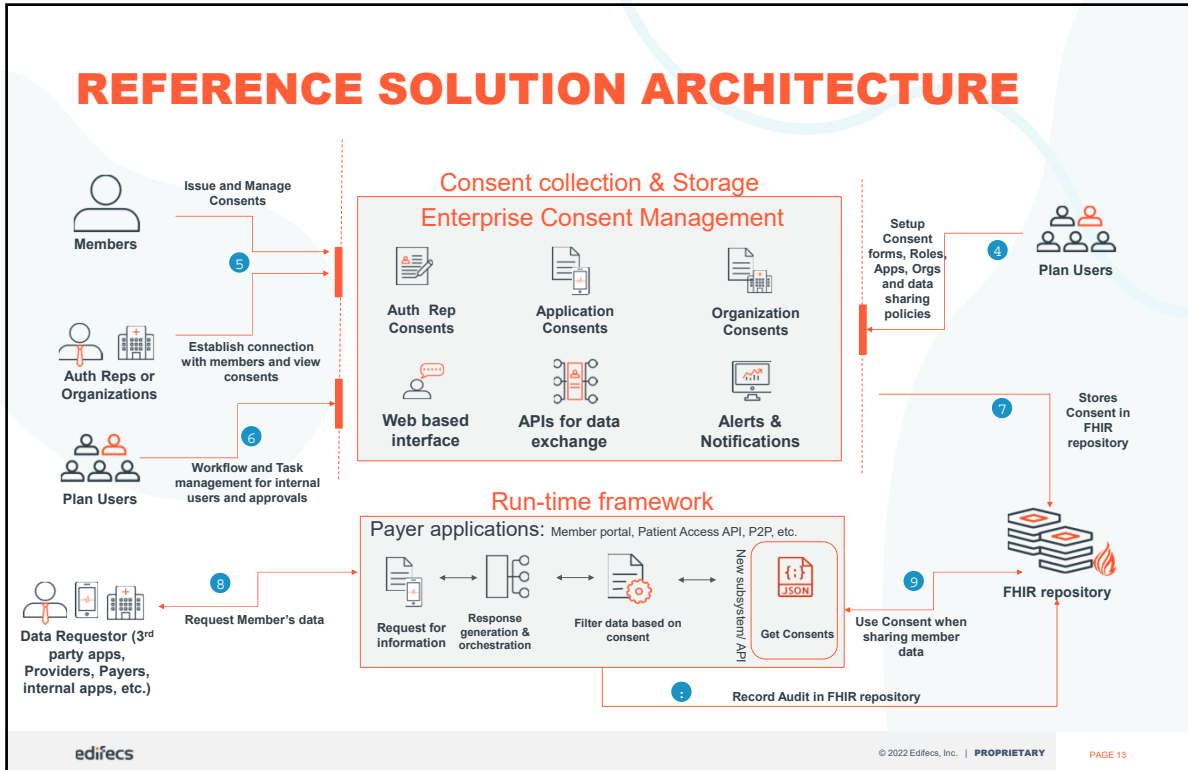 REFERENCE SOLUTION ARCHITECTURE
Issue and Manage
Consents
Members
5
Establish connection
with members and view
consents
Auth Reps or
Organizations
6
Plan Users
Workflow and Task
management for internal
users and approvals
Consent collection & Storage
Enterprise Consent Management
Auth Rep
Consents
Application
Consents
Organization
Consents
Web based
interface
APIs for data
exchange
Alerts &
Notifications
Setup
Consent
forms, Roles,
Apps, Orgs
and data
sharing
policies
4
Plan Users
7
Stores
Consent in
FHIR
repository
FHIR repository
Run-time framework
Payer applications: Member portal, Patient Access API, P2P, etc.
Request for
information
Response
generation &
orchestration
Filter data based on
consent
New subsystem/ API
{;}
JSON
Get Consents
8
Request Member's data
Data Requestor (3rd
party apps,
Providers, Payers,
internal apps, etc.)
9
Use Consent when
sharing member
data
:
Record Audit in FHIR repository
edifecs
© 2022 Edifecs, Inc. | PROPRIETARY
PAGE 13